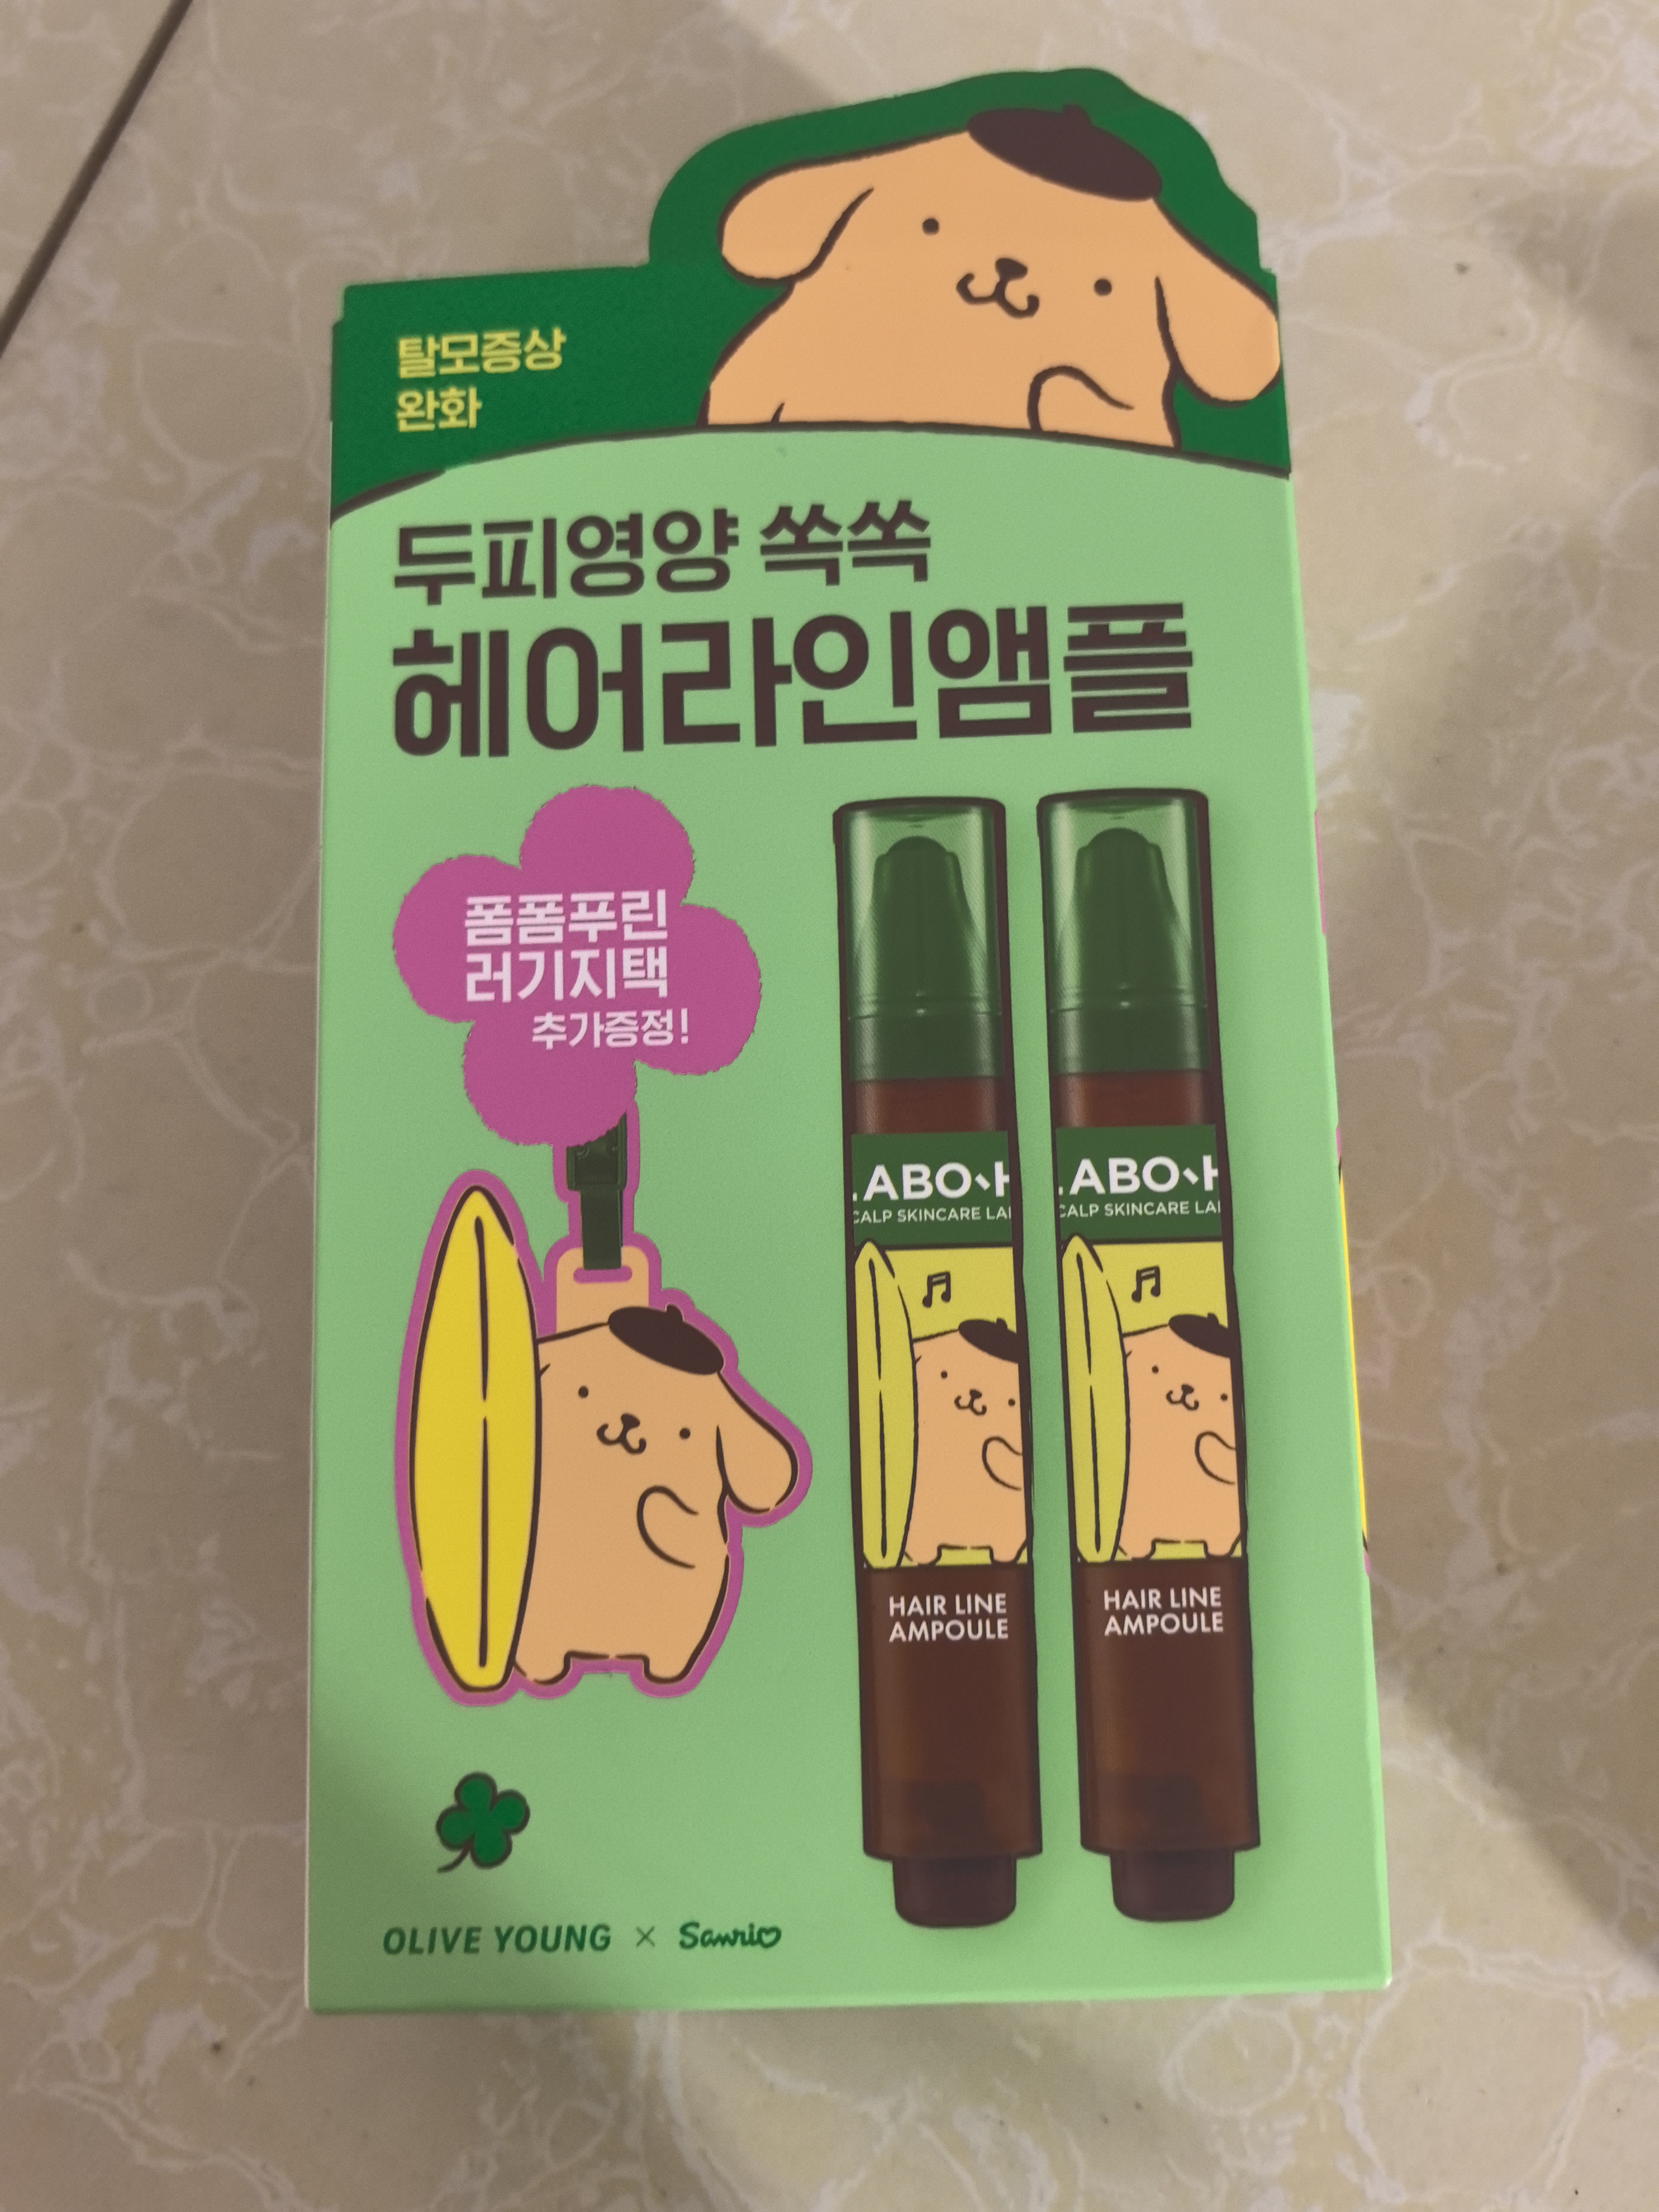 탈모증상
완화
두피영양 쏙쏙
헤어라인앰플
폼폼푸린
러기지택
추가증정!
.ABO-H
CALP SKINCARE LA
HAIR LINE
AMPOULE
.ABO-H
CALP SKINCARE LA
HAIR LINE
AMPOULE
OLIVE YOUNG × Sanrio